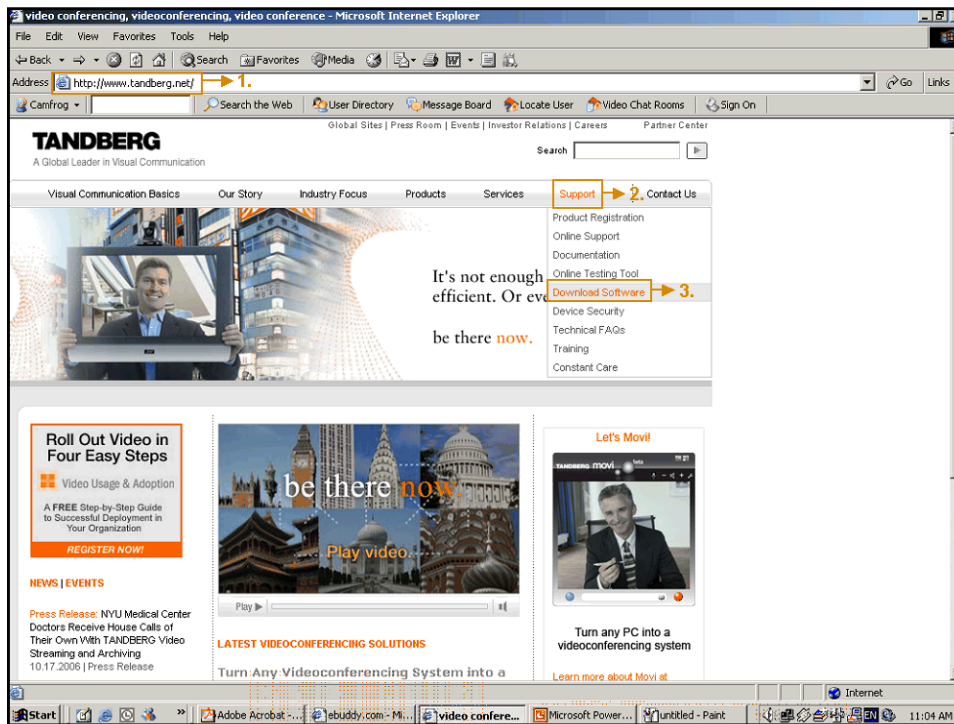 video conferencing, videoconferencing, video conference - Microsoft Internet Explorer
File Edit View Favorites Tools Help
Back Search Favorites Media
Address http://www.tandberg.net/ 1. Go Links
Camfrog Search the Web User Directory Message Board Locate User Video Chat Rooms Sign On
Global Sites | Press Room | Events | Investor Relations | Careers Partner Center
TANDBERG
A Global Leader in Visual Communication
Search
Visual Communication Basics Our Story Industry Focus Products Services Support 2. Contact Us
Product Registration
Online Support
Documentation
Online Testing Tool
Download Software 3.
Device Security
Technical FAQs
Training
Constant Care
It's not enough
efficient. Or eve
be there now.
Roll Out Video in
Four Easy Steps
Video Usage & Adoption
A FREE Step-by-Step Guide
to Successful Deployment in
Your Organization
REGISTER NOW!
NEWS | EVENTS
Press Release: NYU Medical Center
Doctors Receive House Calls of
Their Own With TANDBERG Video
Streaming and Archiving
10.17.2006 | Press Release
be there now.
Play video.
Play
LATEST VIDEOCONFERENCING SOLUTIONS
Turn Any Videoconferencing System into a
Let's Movi!
TANDBERG movi beta
Turn any PC into a
videoconferencing system
Learn more about Movi at
Internet
Start Adobe Acrobat -... ebuddy.com - Mi... video confere... Microsoft Power... untitled - Paint EN 11:04 AM